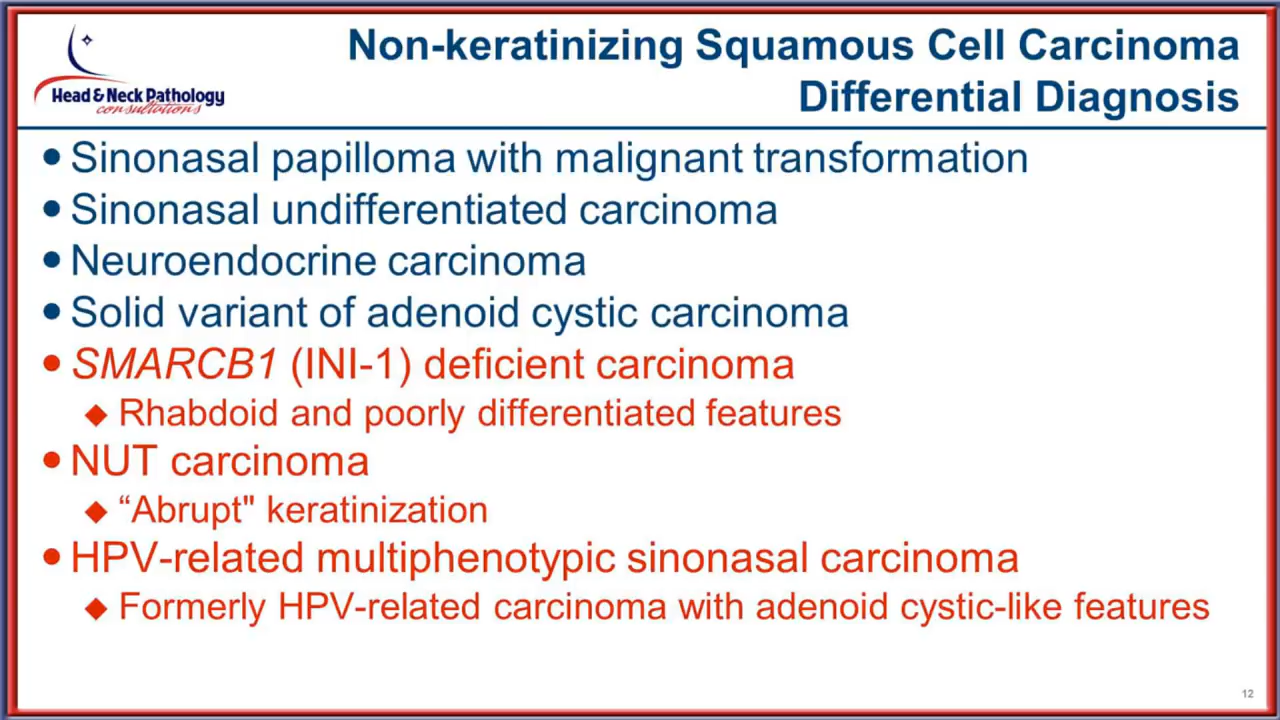 Head & Neck Pathology
consultations
Non-keratinizing Squamous Cell Carcinoma
Differential Diagnosis
• Sinonasal papilloma with malignant transformation
• Sinonasal undifferentiated carcinoma
• Neuroendocrine carcinoma
• Solid variant of adenoid cystic carcinoma
• SMARCB1 (INI-1) deficient carcinoma
◆ Rhabdoid and poorly differentiated features
• NUT carcinoma
◆ “Abrupt" keratinization
• HPV-related multiphenotypic sinonasal carcinoma
◆ Formerly HPV-related carcinoma with adenoid cystic-like features
12